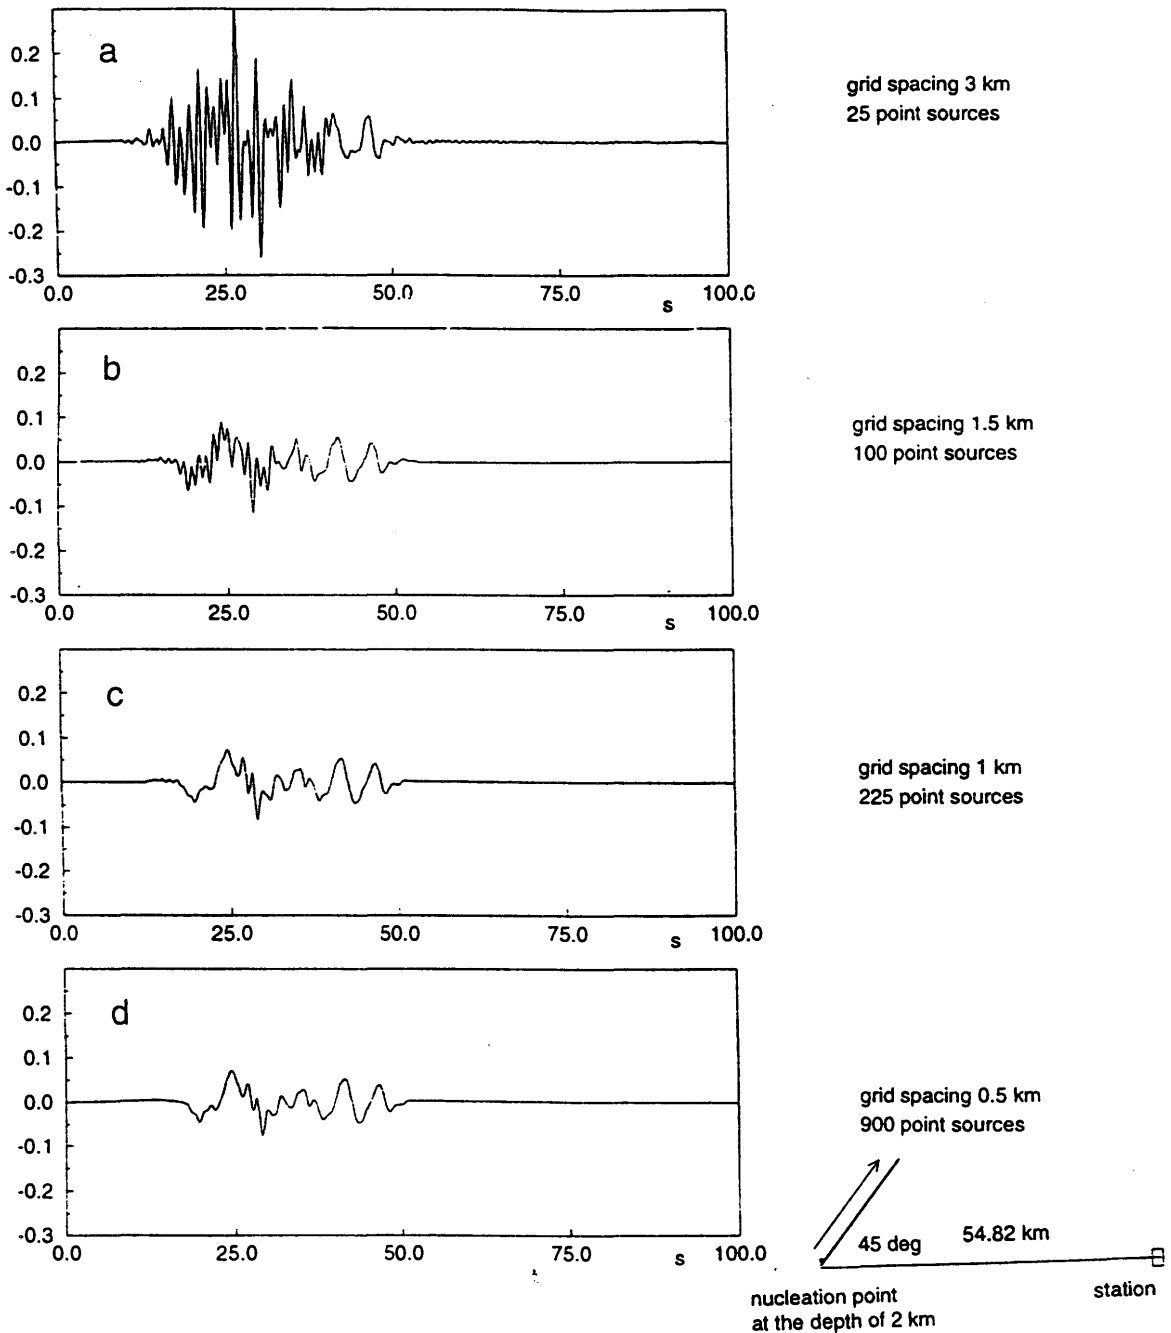 a
0.2
0.1
0.0
-0.1
-0.2
-0.3
0.0 25.0 50.0 75.0 100.0
s
grid spacing 3 km
25 point sources
b
0.2
0.1
0.0
-0.1
-0.2
-0.3
0.0 25.0 50.0 75.0 100.0
s
grid spacing 1.5 km
100 point sources
c
0.2
0.1
0.0
-0.1
-0.2
-0.3
0.0 25.0 50.0 75.0 100.0
s
grid spacing 1 km
225 point sources
d
0.2
0.1
0.0
-0.1
-0.2
-0.3
0.0 25.0 50.0 75.0 100.0
s
grid spacing 0.5 km
900 point sources
45 deg
54.82 km
nucleation point
at the depth of 2 km
station